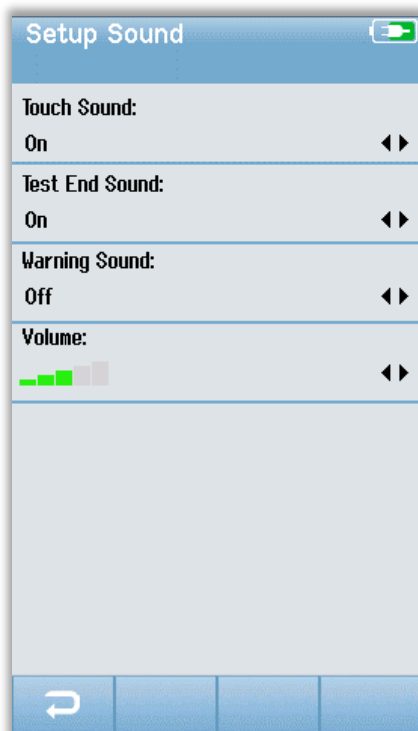 Setup Sound
Touch Sound:
On
Test End Sound:
On
Warning Sound:
Off
Volume: